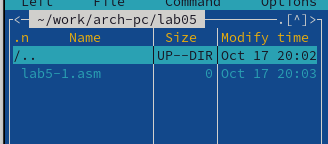 Left File Command Options
<─ ~/work/arch-pc/lab05 ─.[^]>
.n Name Size Modify time
/.. UP--DIR Oct 17 20:02
lab5-1.asm 0 Oct 17 20:03